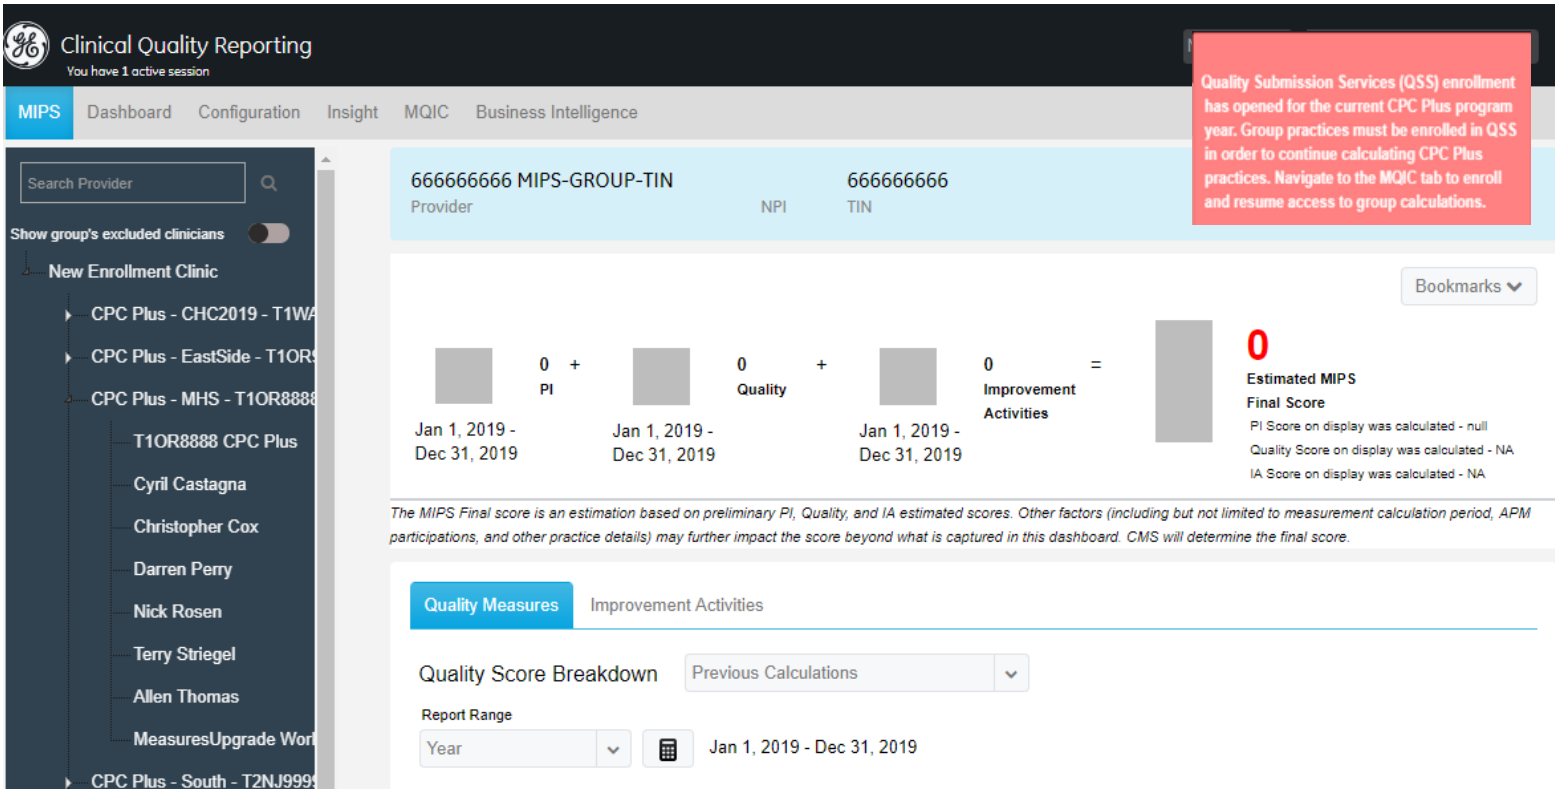 Clinical Quality Reporting
You have 1 active session
MIPS Dashboard Configuration Insight MQIC Business Intelligence
Quality Submission Services (QSS) enrollment
has opened for the current CPC Plus program
year. Group practices must be enrolled in QSS
in order to continue calculating CPC Plus
practices. Navigate to the MQIC tab to enroll
and resume access to group calculations.
Search Provider
Show group's excluded clinicians
New Enrollment Clinic
CPC Plus - CHC2019 - T1WA
CPC Plus - EastSide - T1OR9
CPC Plus - MHS - T1OR8888
T1OR8888 CPC Plus
Cyril Castagna
Christopher Cox
Darren Perry
Nick Rosen
Terry Striegel
Allen Thomas
MeasuresUpgrade Worl
CPC Plus - South - T2NJ9999
666666666 MIPS-GROUP-TIN 666666666
Provider NPI TIN
Bookmarks
0 + 0 + 0 =
PI Quality Improvement
Activities
Jan 1, 2019 - Jan 1, 2019 - Jan 1, 2019 -
Dec 31, 2019 Dec 31, 2019 Dec 31, 2019
0
Estimated MIPS
Final Score
PI Score on display was calculated - null
Quality Score on display was calculated - NA
IA Score on display was calculated - NA
The MIPS Final score is an estimation based on preliminary PI, Quality, and IA estimated scores. Other factors (including but not limited to measurement calculation period, APM
participations, and other practice details) may further impact the score beyond what is captured in this dashboard. CMS will determine the final score.
Quality Measures Improvement Activities
Quality Score Breakdown Previous Calculations
Report Range
Year Jan 1, 2019 - Dec 31, 2019